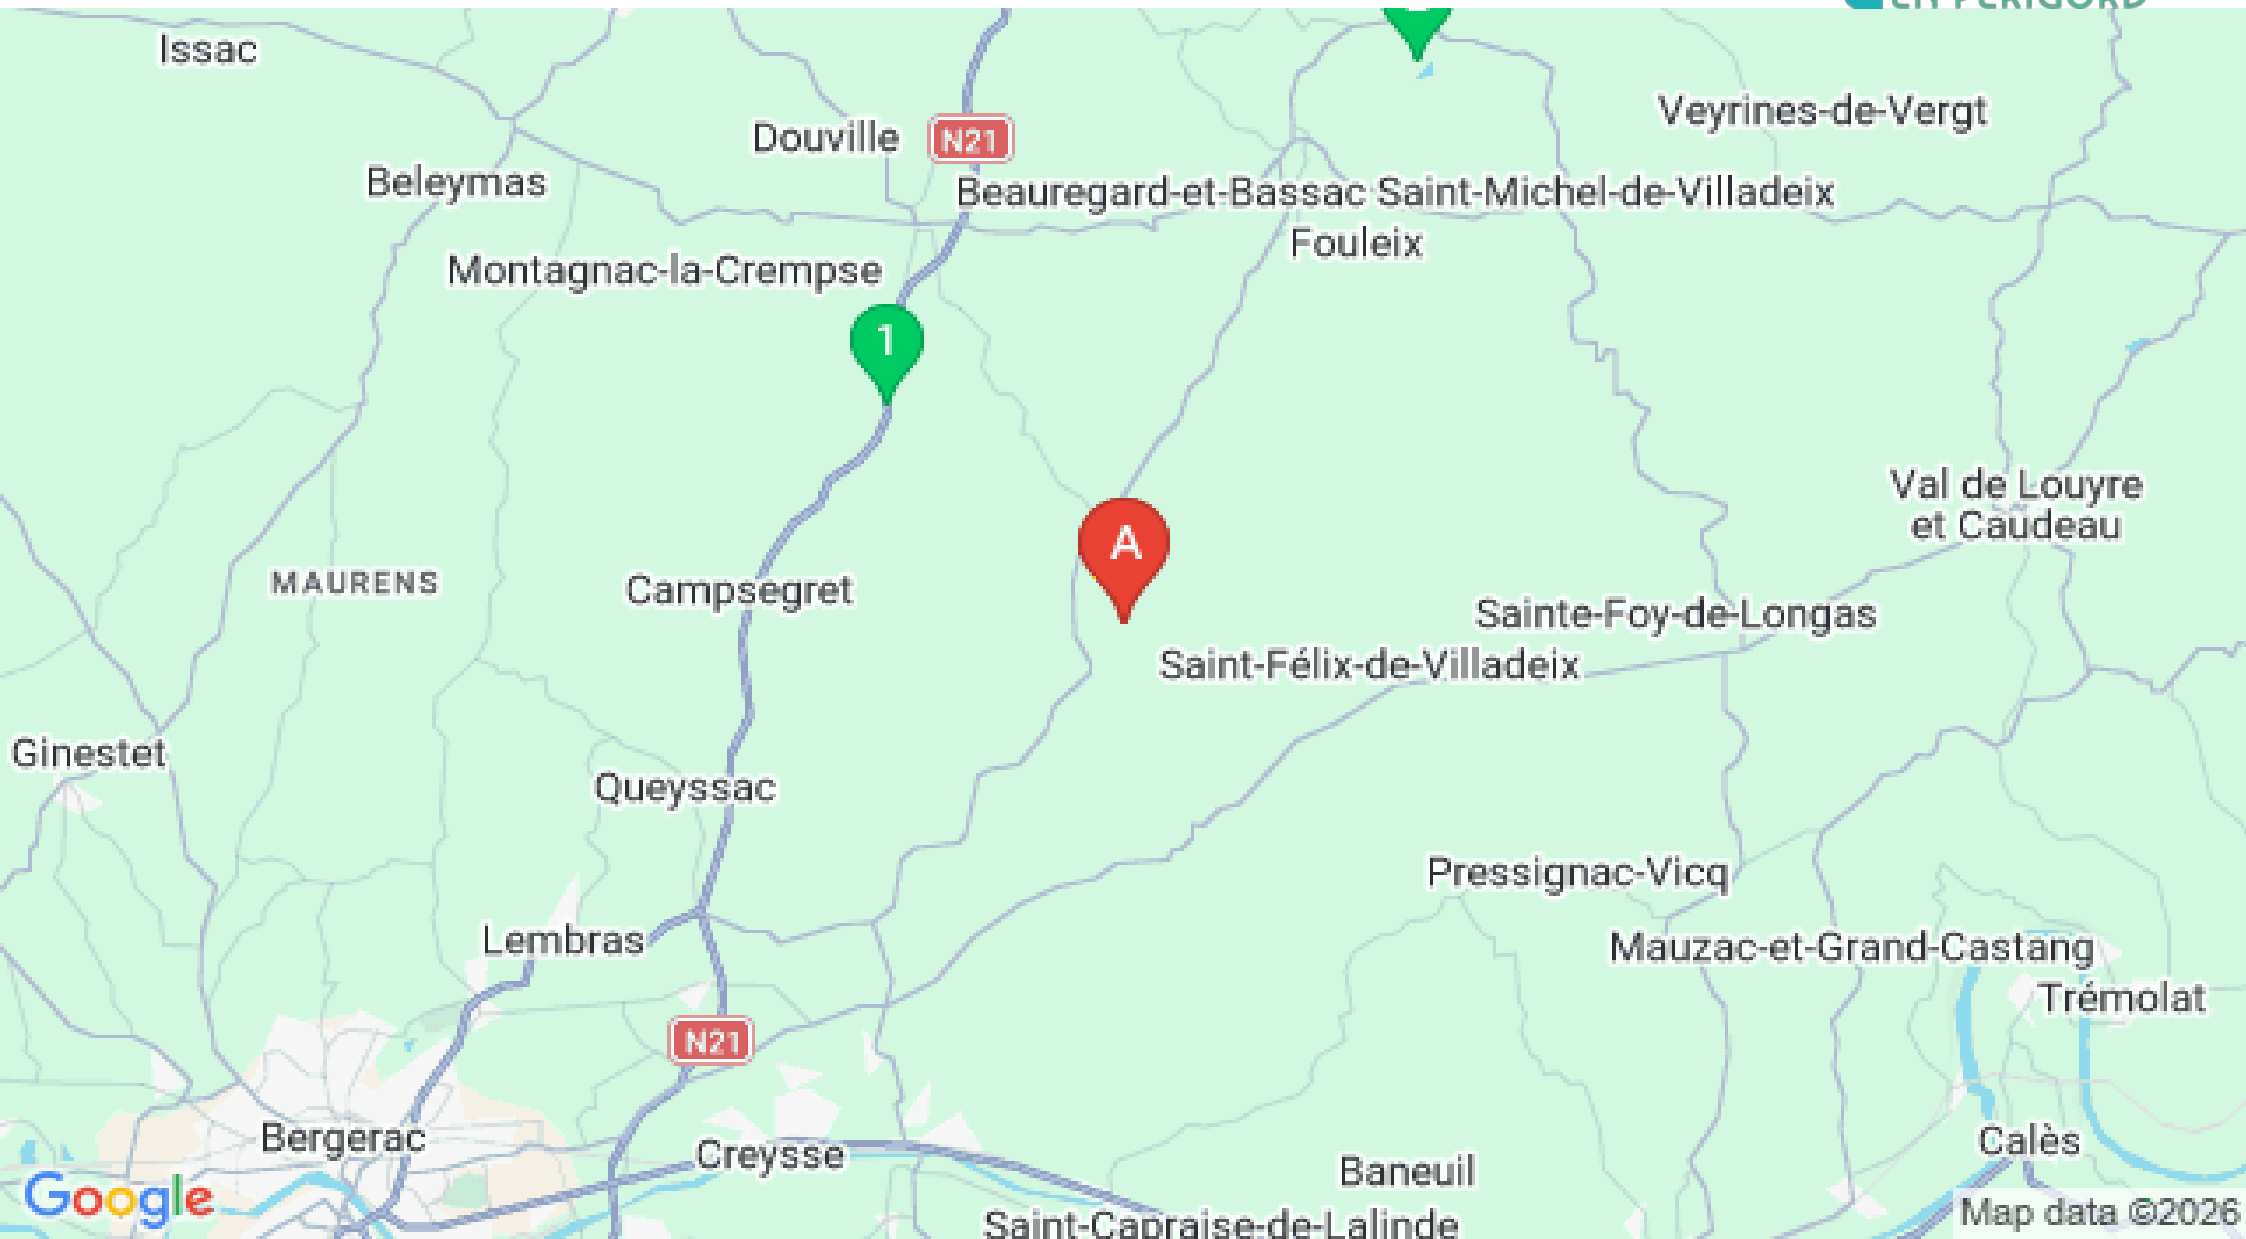 EN PÉRIGORD
Issac
Veyrines-de-Vergt
Douville
N21
Beleymas
Beauregard-et-Bassac
Saint-Michel-de-Villadeix
Fouleix
Montagnac-la-Crempse
1
Val de Louyre
et Caudeau
A
MAURENS
Campsegret
Sainte-Foy-de-Longas
Saint-Félix-de-Villadeix
Ginestet
Queyssac
Pressignac-Vicq
Lembras
Mauzac-et-Grand-Castang
Trémolat
N21
Bergerac
Creysse
Calès
Baneuil
Google
Saint-Capraise-de-Lalinde
Map data ©2026